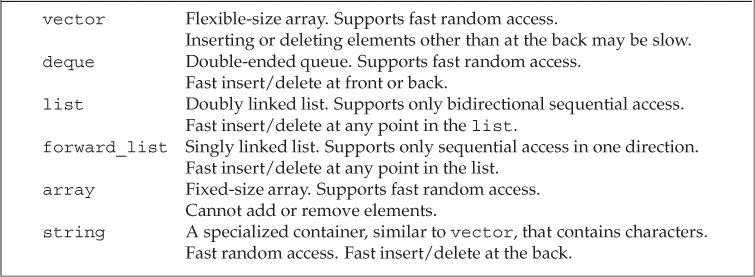 vector Flexible-size array. Supports fast random access.
Inserting or deleting elements other than at the back may be slow.
deque Double-ended queue. Supports fast random access.
Fast insert/delete at front or back.
list Doubly linked list. Supports only bidirectional sequential access.
Fast insert/delete at any point in the list.
forward_list Singly linked list. Supports only sequential access in one direction.
Fast insert/delete at any point in the list.
array Fixed-size array. Supports fast random access.
Cannot add or remove elements.
string A specialized container, similar to vector, that contains characters.
Fast random access. Fast insert/delete at the back.